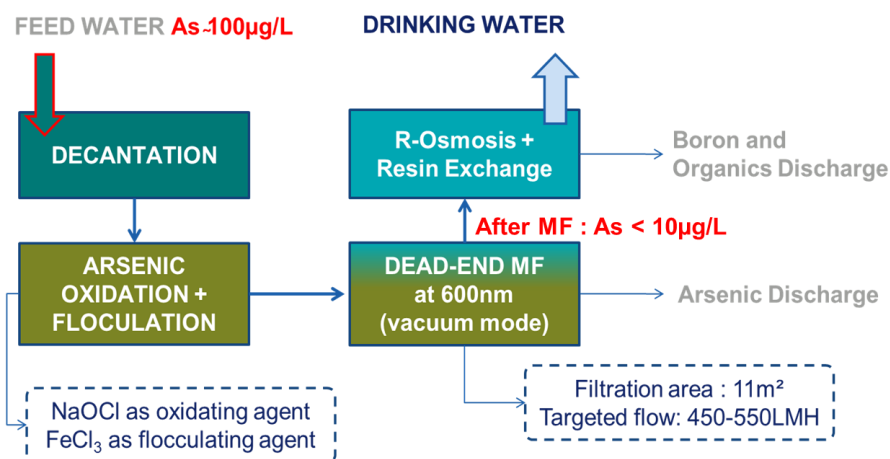 FEED WATER As~100µg/L
DRINKING WATER
DECANTATION
R-Osmosis +
Resin Exchange
Boron and
Organics Discharge
After MF : As < 10µg/L
ARSENIC
OXIDATION +
FLOCULATION
DEAD-END MF
at 600nm
(vacuum mode)
Arsenic Discharge
NaOCl as oxidating agent
FeCl₃ as flocculating agent
Filtration area : 11m²
Targeted flow: 450-550LMH